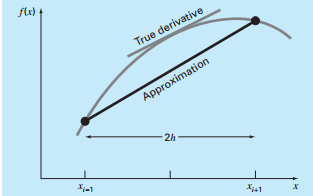 f(x)
True derivative
Approximation
2h
x_{i–1}
x_{i+1}
x